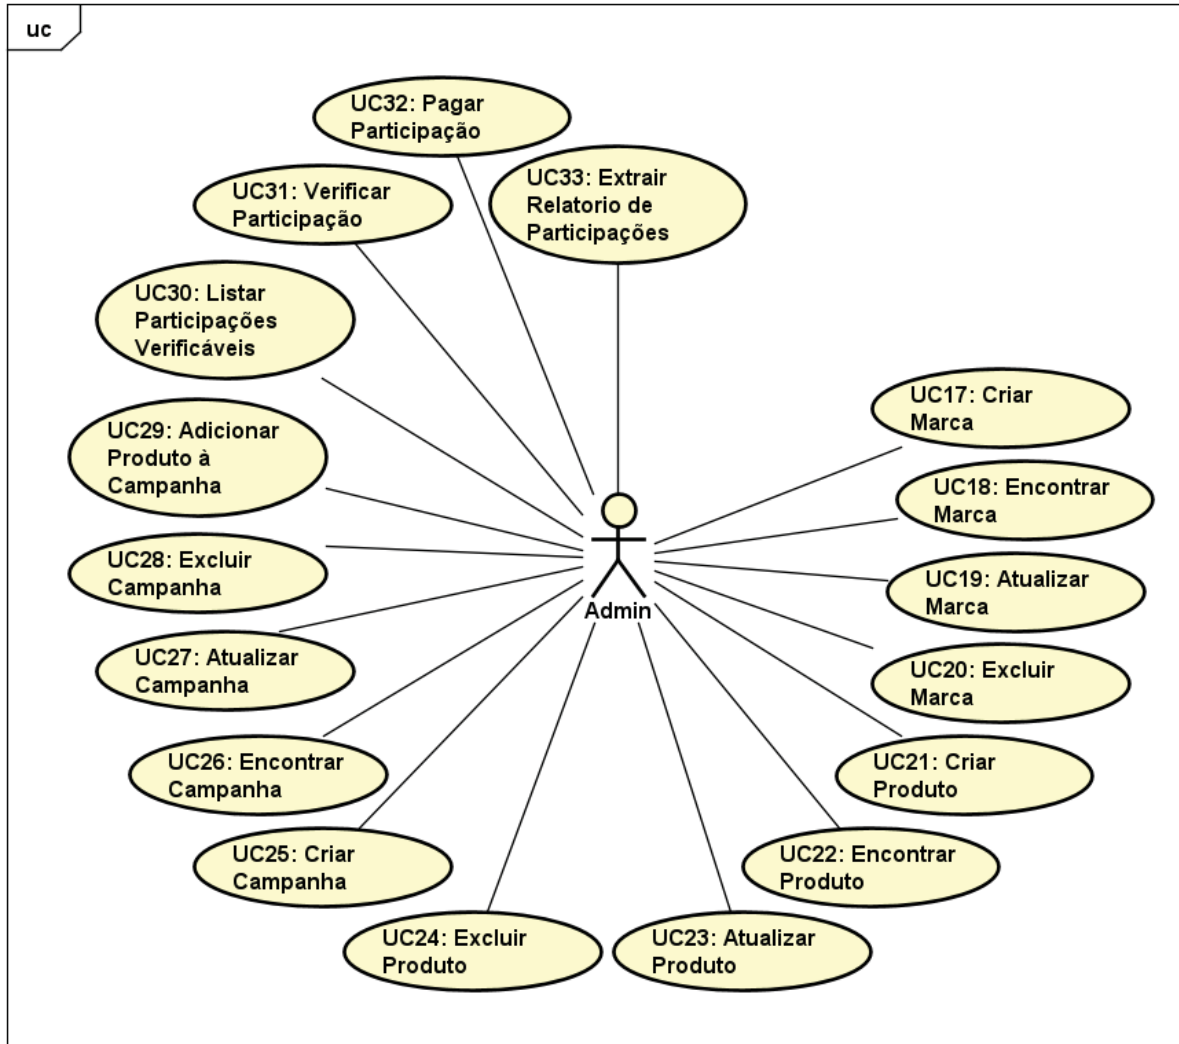 uc
UC32: Pagar
Participação
UC31: Verificar
Participação
UC33: Extrair
Relatorio de
Participações
UC30: Listar
Participações
Verificáveis
UC17: Criar
Marca
UC29: Adicionar
Produto à
Campanha
UC18: Encontrar
Marca
UC28: Excluir
Campanha
UC19: Atualizar
Marca
Admin
UC27: Atualizar
Campanha
UC20: Excluir
Marca
UC26: Encontrar
Campanha
UC21: Criar
Produto
UC25: Criar
Campanha
UC22: Encontrar
Produto
UC24: Excluir
Produto
UC23: Atualizar
Produto